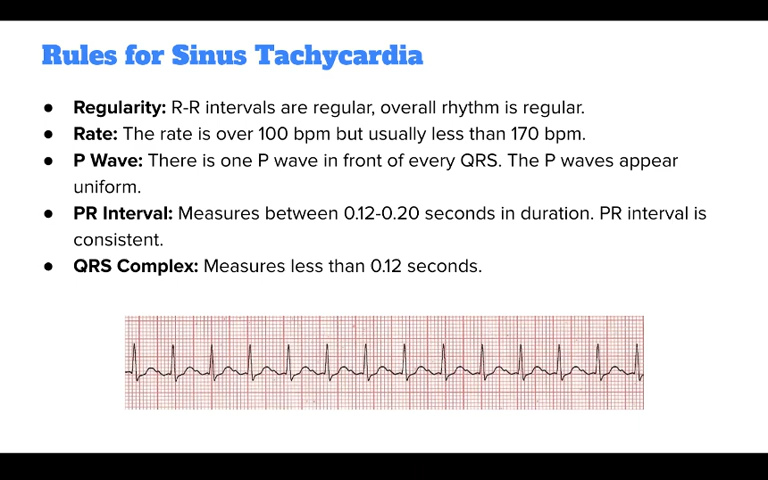 Rules for Sinus Tachycardia
● Regularity: R-R intervals are regular, overall rhythm is regular.
● Rate: The rate is over 100 bpm but usually less than 170 bpm.
● P Wave: There is one P wave in front of every QRS. The P waves appear
uniform.
● PR Interval: Measures between 0.12-0.20 seconds in duration. PR interval is
consistent.
● QRS Complex: Measures less than 0.12 seconds.